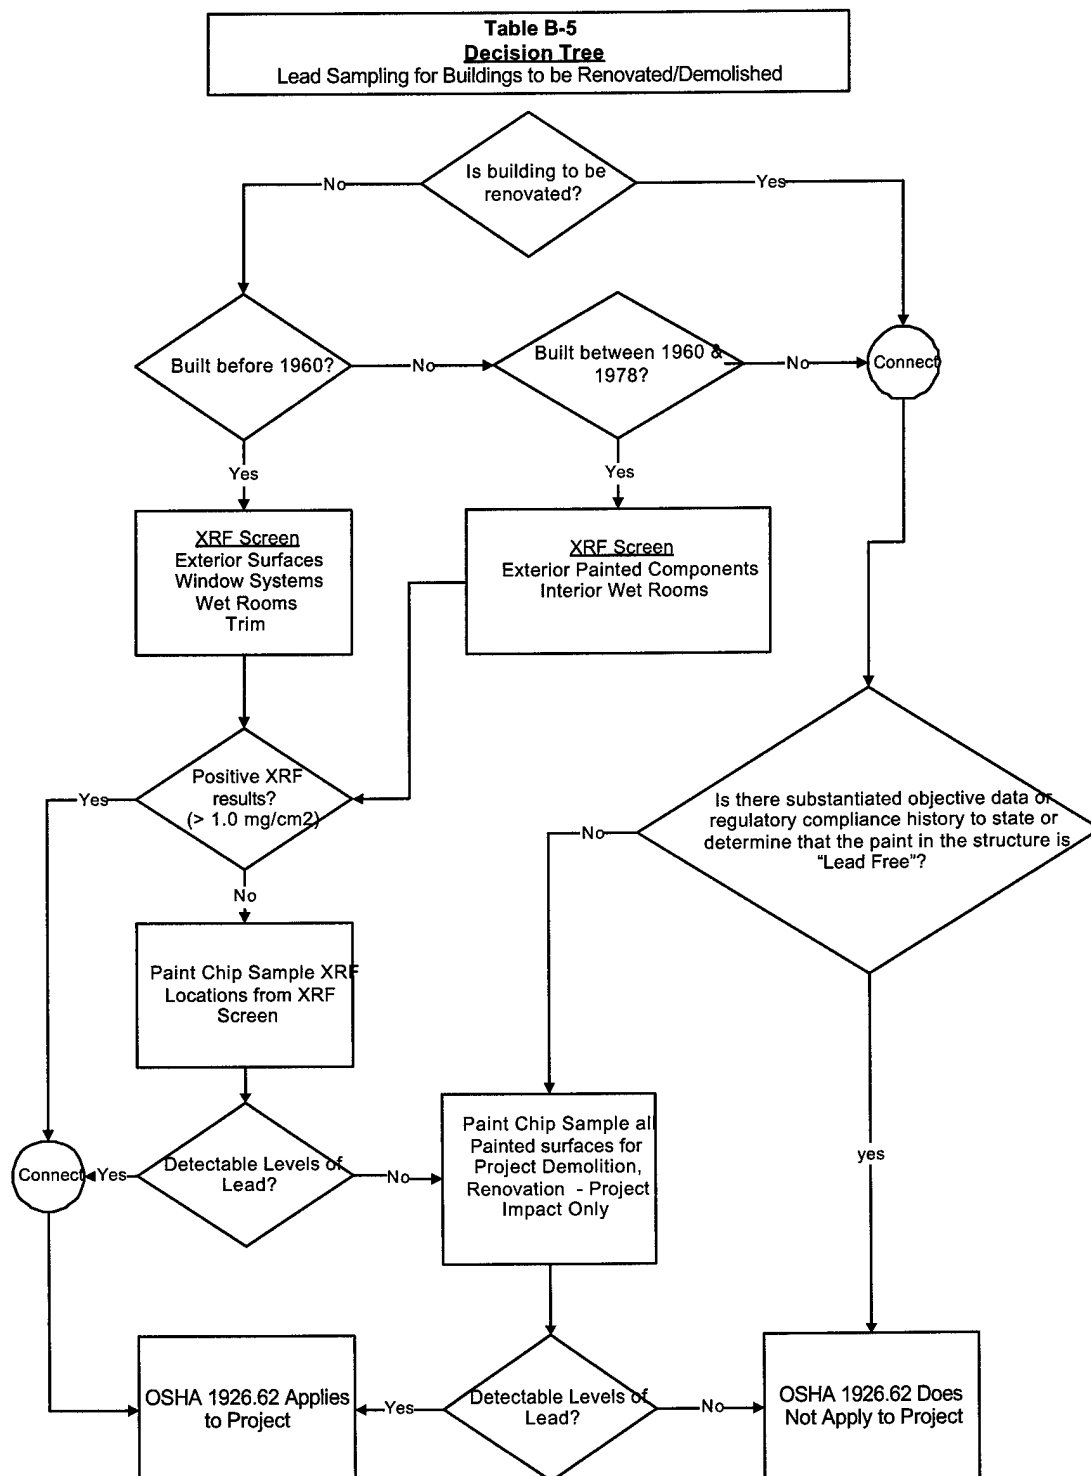 Table B-5
Decision Tree
Lead Sampling for Buildings to be Renovated/Demolished
Is building to be
renovated?
No
Yes
Built before 1960?
No
Built between 1960 &
1978?
No
Connect
Yes
Yes
XRF Screen
Exterior Surfaces
Window Systems
Wet Rooms
Trim
XRF Screen
Exterior Painted Components
Interior Wet Rooms
Positive XRF
results?
(> 1.0 mg/cm2)
Yes
No
Is there substantiated objective data or
regulatory compliance history to state or
determine that the paint in the structure is
"Lead Free"?
No
yes
Paint Chip Sample XRF
Locations from XRF
Screen
Connect
Yes
Detectable Levels of
Lead?
No
Paint Chip Sample all
Painted surfaces for
Project Demolition,
Renovation - Project
Impact Only
OSHA 1926.62 Applies
to Project
Yes
Detectable Levels of
Lead?
No
OSHA 1926.62 Does
Not Apply to Project